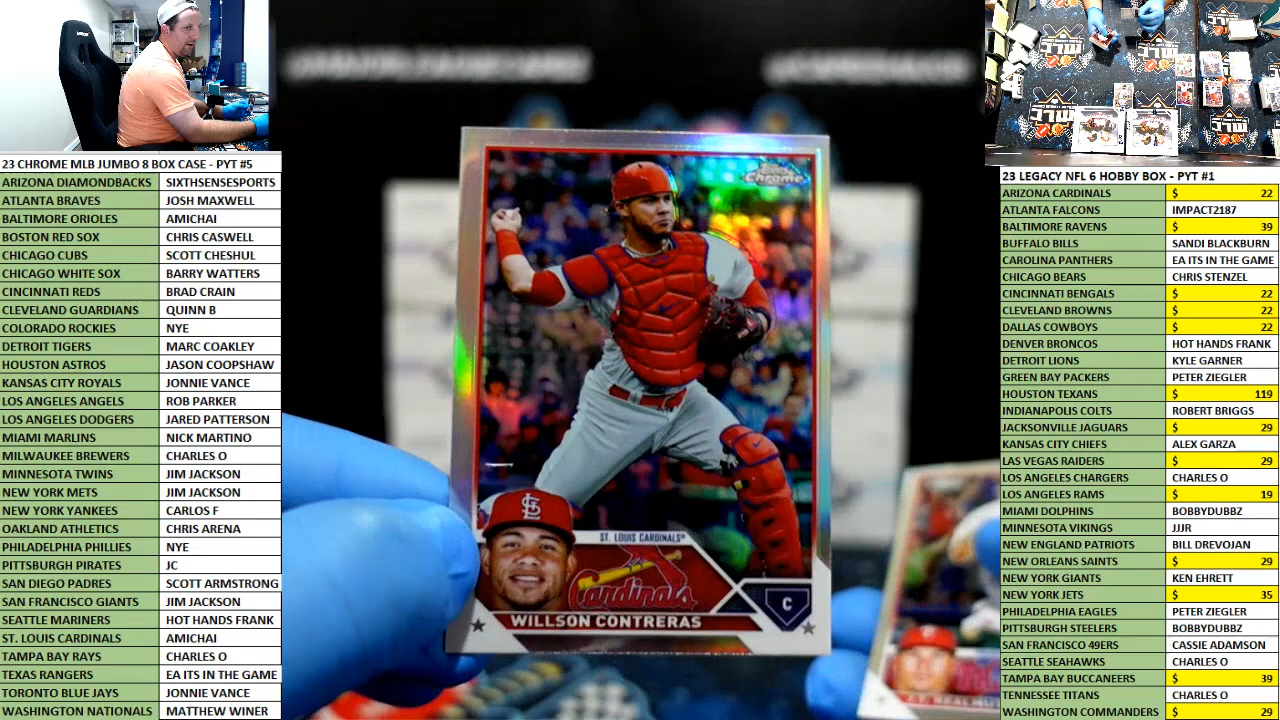 23 CHROME MLB JUMBO 8 BOX CASE - PYT #5
ARIZONA DIAMONDBACKS SIXTHSENSESPORTS
ATLANTA BRAVES JOSH MAXWELL
BALTIMORE ORIOLES AMICHAI
BOSTON RED SOX CHRIS CASWELL
CHICAGO CUBS SCOTT CHESHUL
CHICAGO WHITE SOX BARRY WATTERS
CINCINNATI REDS BRAD CRAIN
CLEVELAND GUARDIANS QUINN B
COLORADO ROCKIES NYE
DETROIT TIGERS MARC COAKLEY
HOUSTON ASTROS JASON COOPSHAW
KANSAS CITY ROYALS JONNIE VANCE
LOS ANGELES ANGELS ROB PARKER
LOS ANGELES DODGERS JARED PATTERSON
MIAMI MARLINS NICK MARTINO
MILWAUKEE BREWERS CHARLES O
MINNESOTA TWINS JIM JACKSON
NEW YORK METS JIM JACKSON
NEW YORK YANKEES CARLOS F
OAKLAND ATHLETICS CHRIS ARENA
PHILADELPHIA PHILLIES NYE
PITTSBURGH PIRATES JC
SAN DIEGO PADRES SCOTT ARMSTRONG
SAN FRANCISCO GIANTS JIM JACKSON
SEATTLE MARINERS HOT HANDS FRANK
ST. LOUIS CARDINALS AMICHAI
TAMPA BAY RAYS CHARLES O
TEXAS RANGERS EA ITS IN THE GAME
TORONTO BLUE JAYS JONNIE VANCE
WASHINGTON NATIONALS MATTHEW WINER
Topps
Chrome
ST. LOUIS CARDINALS®
Cardinals
C
WILLSON CONTRERAS
23 LEGACY NFL 6 HOBBY BOX - PYT #1
ARIZONA CARDINALS $ 22
ATLANTA FALCONS IMPACT2187
BALTIMORE RAVENS $ 39
BUFFALO BILLS SANDI BLACKBURN
CAROLINA PANTHERS EA ITS IN THE GAME
CHICAGO BEARS CHRIS STENZEL
CINCINNATI BENGALS $ 22
CLEVELAND BROWNS $ 22
DALLAS COWBOYS $ 22
DENVER BRONCOS HOT HANDS FRANK
DETROIT LIONS KYLE GARNER
GREEN BAY PACKERS PETER ZIEGLER
HOUSTON TEXANS $ 119
INDIANAPOLIS COLTS ROBERT BRIGGS
JACKSONVILLE JAGUARS $ 29
KANSAS CITY CHIEFS ALEX GARZA
LAS VEGAS RAIDERS $ 29
LOS ANGELES CHARGERS CHARLES O
LOS ANGELES RAMS $ 19
MIAMI DOLPHINS BOBBYDUBBZ
MINNESOTA VIKINGS JJJR
NEW ENGLAND PATRIOTS BILL DREVOJAN
NEW ORLEANS SAINTS $ 29
NEW YORK GIANTS KEN EHRETT
NEW YORK JETS $ 35
PHILADELPHIA EAGLES PETER ZIEGLER
PITTSBURGH STEELERS BOBBYDUBBZ
SAN FRANCISCO 49ERS CASSIE ADAMSON
SEATTLE SEAHAWKS CHARLES O
TAMPA BAY BUCCANEERS $ 39
TENNESSEE TITANS CHARLES O
WASHINGTON COMMANDERS $ 29